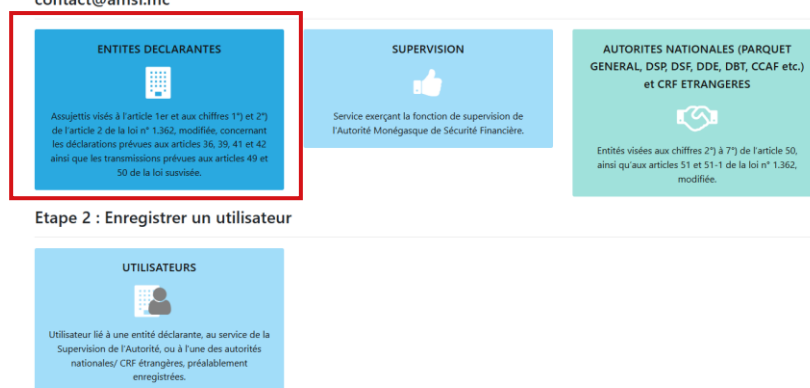 contact@amsf.mc
ENTITES DECLARANTES
Assujettis visés à l'article 1er et aux chiffres 1°) et 2°)
de l'article 2 de la loi n° 1.362, modifiée, concernant
les déclarations prévues aux articles 36, 39, 41 et 42
ainsi que les transmissions prévues aux articles 49 et
50 de la loi susvisée.
SUPERVISION
Service exerçant la fonction de supervision de
l'Autorité Monégasque de Sécurité Financière.
AUTORITES NATIONALES (PARQUET
GENERAL, DSP, DSF, DDE, DBT, CCAF etc.)
et CRF ETRANGERES
Entités visées aux chiffres 2°) à 7°) de l'article 50,
ainsi qu'aux articles 51 et 51-1 de la loi n° 1.362,
modifiée.
Etape 2 : Enregistrer un utilisateur
UTILISATEURS
Utilisateur lié à une entité déclarante, au service de la
Supervision de l'Autorité, ou à l'une des autorités
nationales/ CRF étrangères, préalablement
enregistrées.